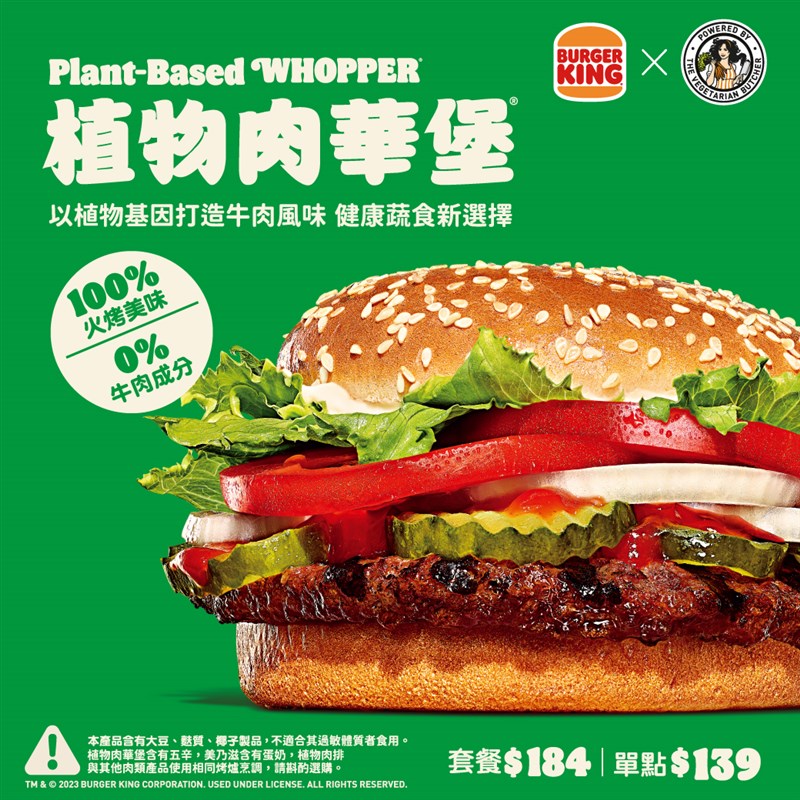 Plant-Based WHOPPER®
植物肉華堡®
以植物基因打造牛肉風味 健康蔬食新選擇
BURGER KING
×
POWERED BY
THE VEGETARIAN BUTCHER
100%
火烤美味
0%
牛肉成分
本產品含有大豆、麩質、椰子製品,不適合其過敏體質者食用。
植物肉華堡含有五辛,美乃滋含有蛋奶,植物肉排
與其他肉類產品使用相同烤爐烹調,請斟酌選購。
套餐$184 | 單點$139
TM & © 2023 BURGER KING CORPORATION. USED UNDER LICENSE. ALL RIGHTS RESERVED.